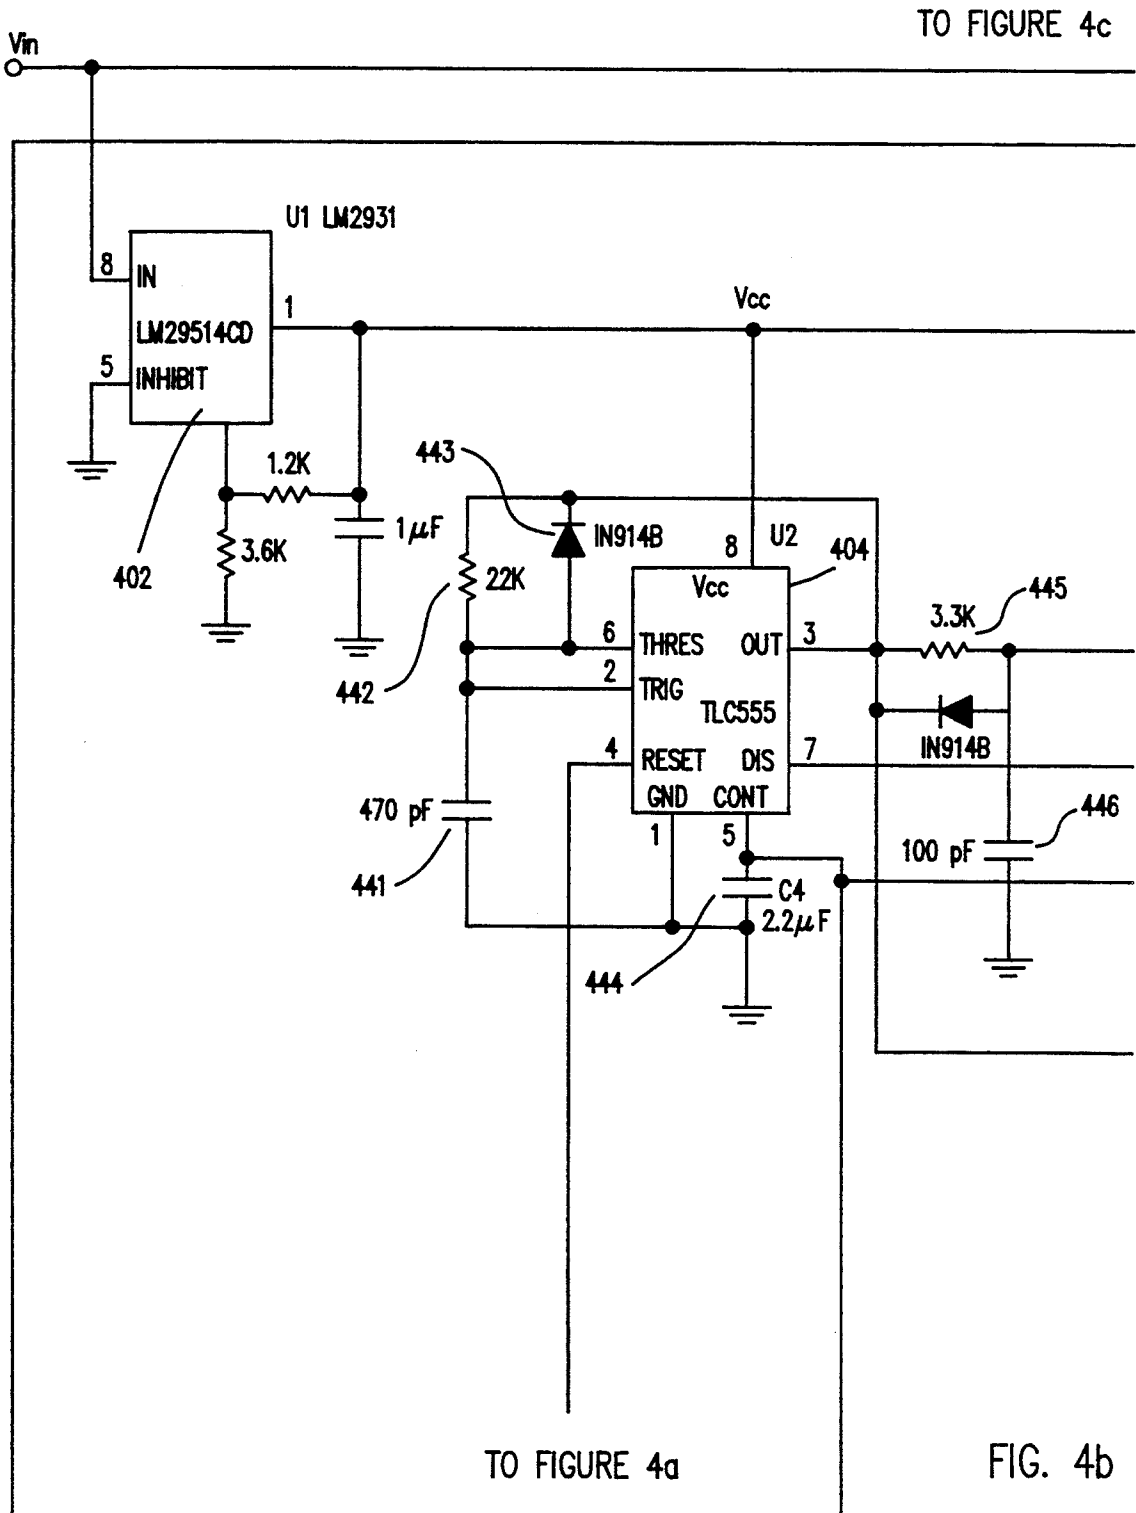 TO FIGURE 4c
Vin
U1 LM2931
8
IN
1
Vcc
LM29514CD
5
INHIBIT
443
1.2K
1µF
IN914B
8
U2
404
3.6K
402
22K
Vcc
445
3.3K
6
THRES
OUT
3
2
442
TRIG
TLC555
4
RESET
DIS
7
IN914B
GND
CONT
470 pF
446
1
5
100 pF
441
C4
2.2µF
444
TO FIGURE 4a
FIG. 4b